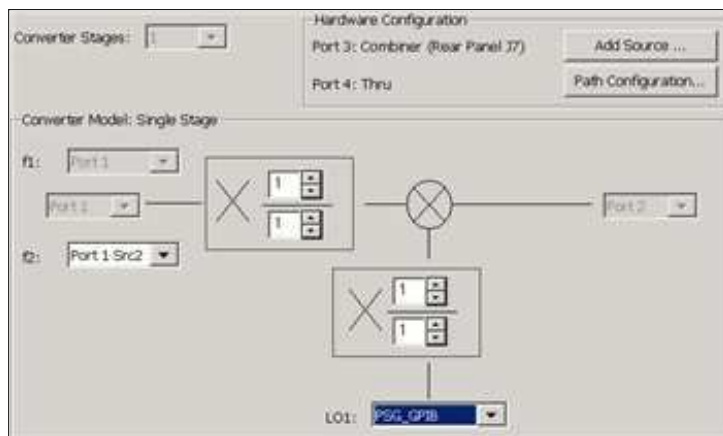 Hardware Configuration
Converter Stages: 1
Port 3: Combiner (Rear Panel J7)
Add Source ...
Port 4: Thru
Path Configuration...
Converter Model: Single Stage
f1: Port 1
1
Port 1
Port 2
1
f2: Port 1 Src2
1
1
LO1: PSG_GPIB